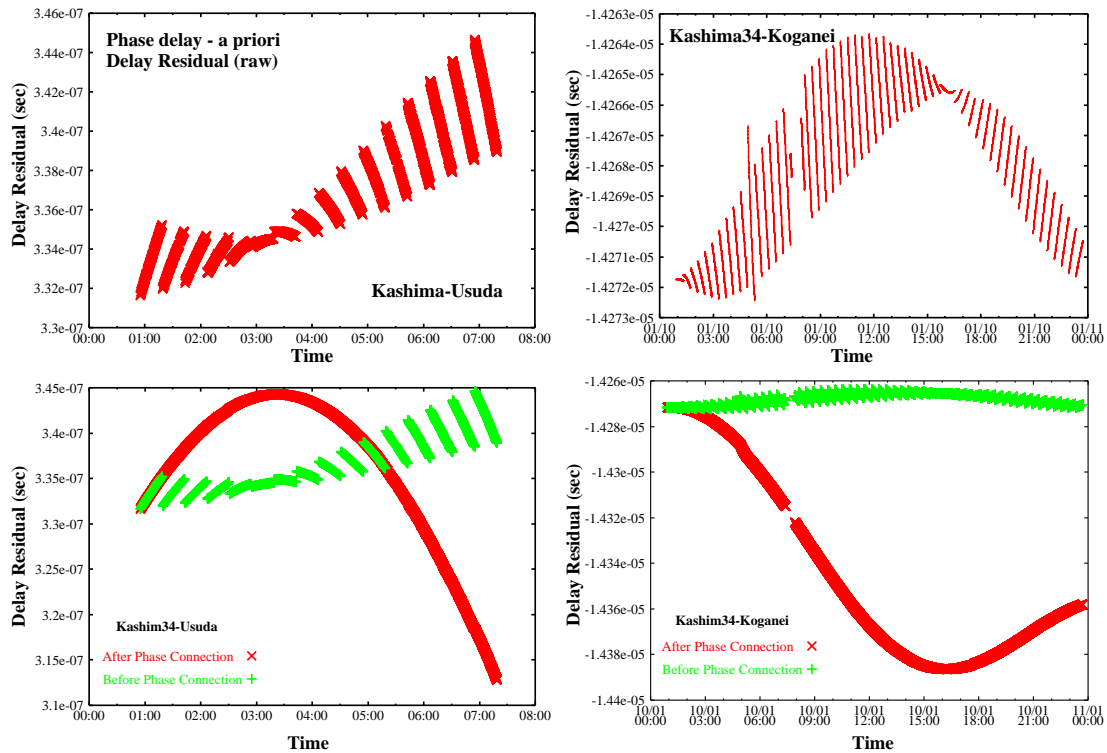 3.46e-07
3.45e-07
3.4e-07
3.38e-07
3.36e-07
3.34e-07
3.32e-07
3.3e-07
Delay Residual (sec)
Phase delay - a priori
Delay Residual (raw)
Kashima-Usuda
00:00 01:00 02:00 03:00 04:00 05:00 06:00 07:00 08:00
Time
-1.4263e-05
-1.4264e-05
-1.4265e-05
-1.4266e-05
-1.4267e-05
-1.4268e-05
-1.4269e-05
-1.427e-05
-1.4271e-05
-1.4272e-05
-1.4273e-05
Delay Residual (sec)
Kashima34-Koganei
01/10 01/10 01/10 01/10 01/10 01/10 01/10 01/10 01/11
00:00 03:00 06:00 09:00 12:00 15:00 18:00 21:00 00:00
Time
3.45e-07
3.4e-07
3.35e-07
3.3e-07
3.25e-07
3.2e-07
3.15e-07
3.1e-07
Delay Residual (sec)
Kashim34-Usuda
After Phase Connection
Before Phase Connection
00:00 01:00 02:00 03:00 04:00 05:00 06:00 07:00 08:00
Time
-1.426e-05
-1.428e-05
-1.43e-05
-1.432e-05
-1.434e-05
-1.436e-05
-1.438e-05
-1.44e-05
Delay Residual (sec)
Kashim34-Koganei
After Phase Connection
Before Phase Connection
10/01 10/01 10/01 10/01 10/01 10/01 10/01 10/01 11/01
00:00 03:00 06:00 09:00 12:00 15:00 18:00 21:00 00:00
Time